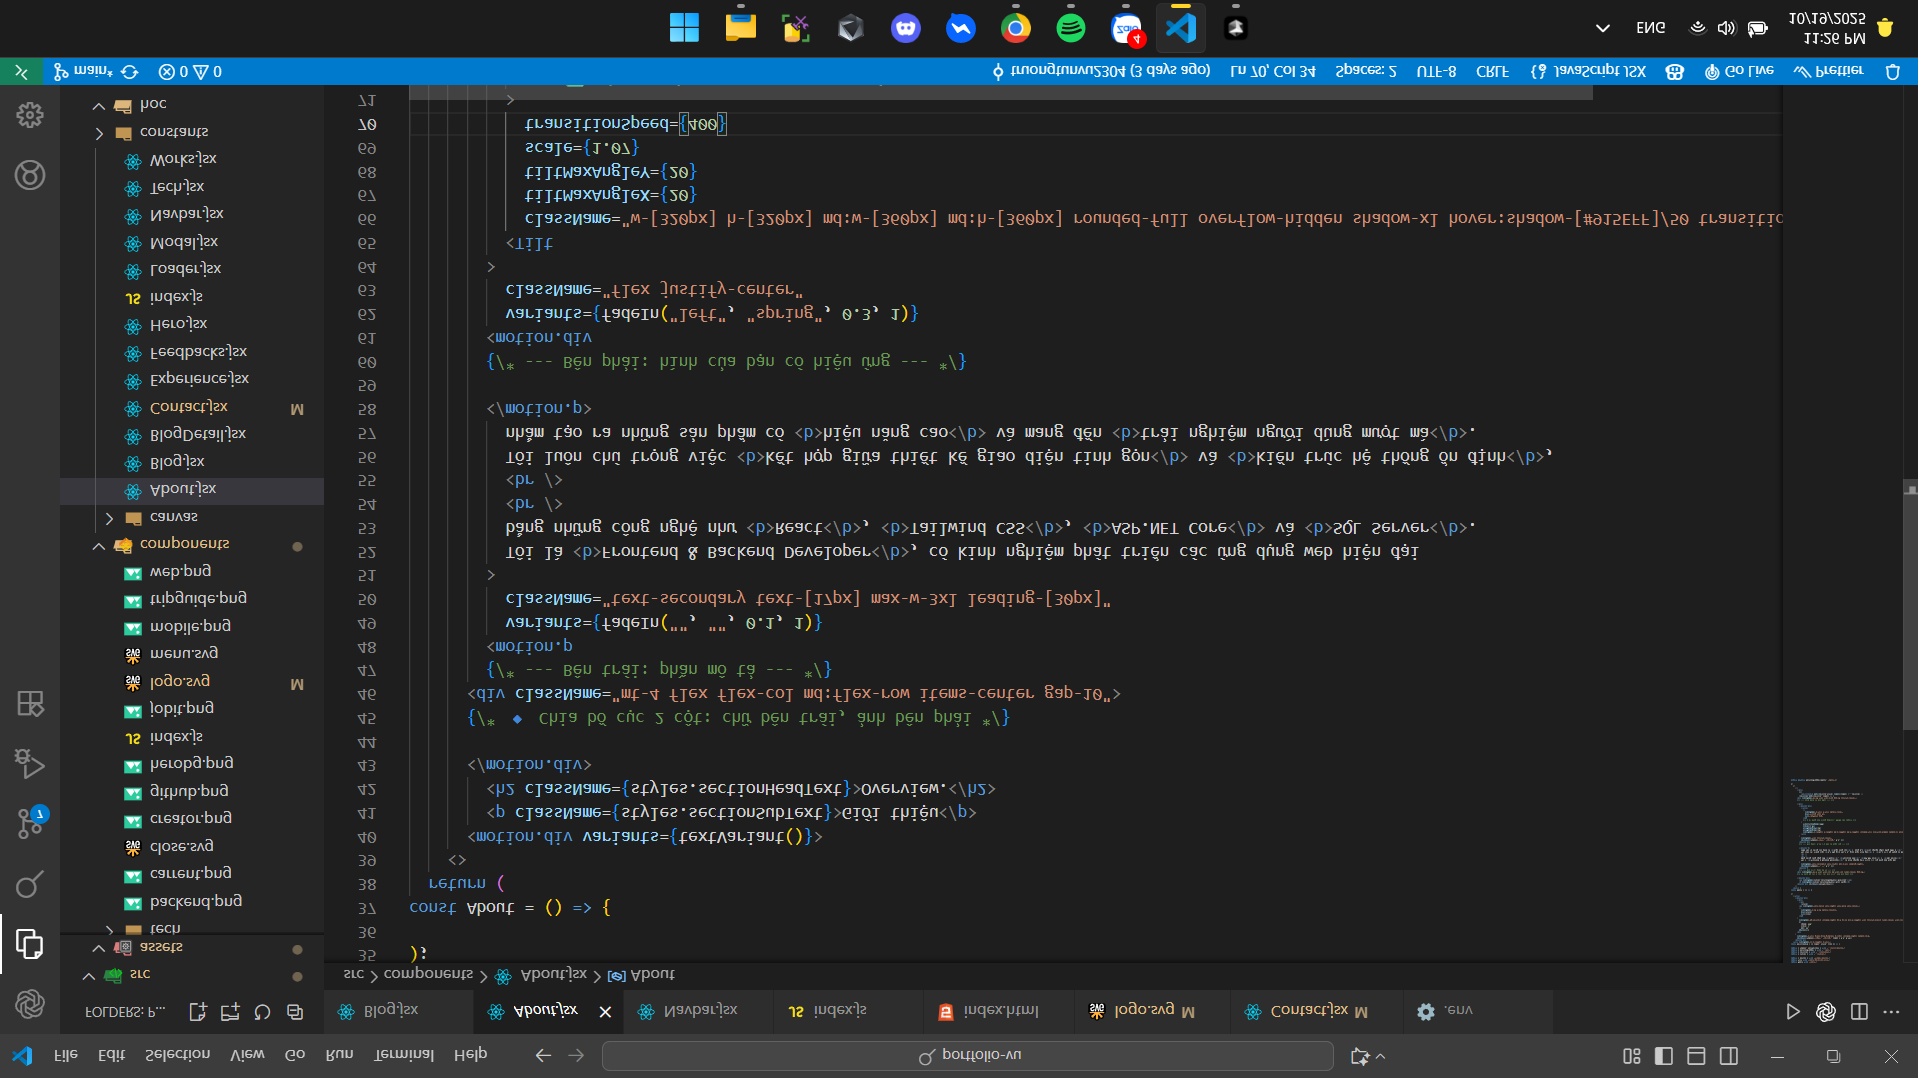 File Edit Selection View Go Run Terminal Help
portfolio-vu
FOLDERS: P...
Blog.jsx
About.jsx
Navbar.jsx
JS index.js
index.html
logo.svg M
Contact.jsx M
.env
src > components > About.jsx > About
src
assets
tech
backend.png
carrent.png
close.svg
creator.png
github.png
herobg.png
JS index.js
jobit.png
logo.svg M
menu.svg
mobile.png
tripguide.png
web.png
components
canvas
About.jsx
Blog.jsx
BlogDetail.jsx
Contact.jsx M
Experience.jsx
Feedbacks.jsx
Hero.jsx
JS index.js
Loader.jsx
Modal.jsx
Navbar.jsx
Tech.jsx
Works.jsx
constants
hoc
7
35 );
36
37 const About = () => {
38 return (
39 <>
40 <motion.div variants={textVariant()}>
41 <p className={styles.sectionSubText}>Giới thiệu</p>
42 <h2 className={styles.sectionHeadText}>Overview.</h2>
43 </motion.div>
44
45 {/* 🔹 Chia bố cục 2 cột: chữ bên trái, ảnh bên phải */}
46 <div className="mt-4 flex flex-col md:flex-row items-center gap-10">
47 {/* --- Bên trái: phần mô tả --- */}
48 <motion.p
49 variants={fadeIn("", "", 0.1, 1)}
50 className="text-secondary text-[17px] max-w-3xl leading-[30px]"
51 >
52 Tôi là <b>Frontend & Backend Developer</b>, có kinh nghiệm phát triển các ứng dụng web hiện đại
53 bằng những công nghệ như <b>React</b>, <b>Tailwind CSS</b>, <b>ASP.NET Core</b> và <b>SQL Server</b>.
54 <br />
55 <br />
56 Tôi luôn chú trọng việc <b>kết hợp giữa thiết kế giao diện tinh gọn</b> và <b>kiến trúc hệ thống ổn định</b>,
57 nhằm tạo ra những sản phẩm có <b>hiệu năng cao</b> và mang đến <b>trải nghiệm người dùng mượt mà</b>.
58 </motion.p>
59
60 {/* --- Bên phải: hình của bạn có hiệu ứng --- */}
61 <motion.div
62 variants={fadeIn("left", "spring", 0.3, 1)}
63 className="flex justify-center"
64 >
65 <Tilt
66 className="w-[320px] h-[320px] md:w-[360px] md:h-[360px] rounded-full overflow-hidden shadow-xl hover:shadow-[#915EFF]/50 transitio
67 tiltMaxAngleX={20}
68 tiltMaxAngleY={20}
69 scale={1.07}
70 transitionSpeed={400}
71 >
main* 0 0 truongtunvu2304 (3 days ago) Ln 70, Col 34 Spaces: 2 UTF-8 CRLF {} JavaScript JSX Go Live Prettier
Zalo 4
ENG
11:26 PM
10/19/2025